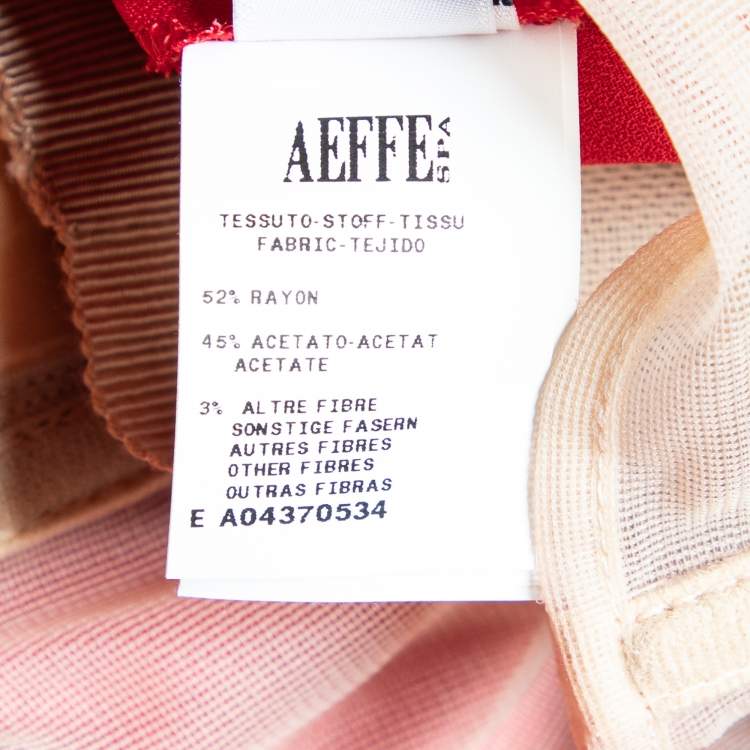 AEFFE SPA
TESSUTO-STOFF-TISSU
FABRIC-TEJIDO
52% RAYON
45% ACETATO-ACETAT
ACETATE
3% ALTRE FIBRE
SONSTIGE FASERN
AUTRES FIBRES
OTHER FIBRES
OUTRAS FIBRAS
E A04370534